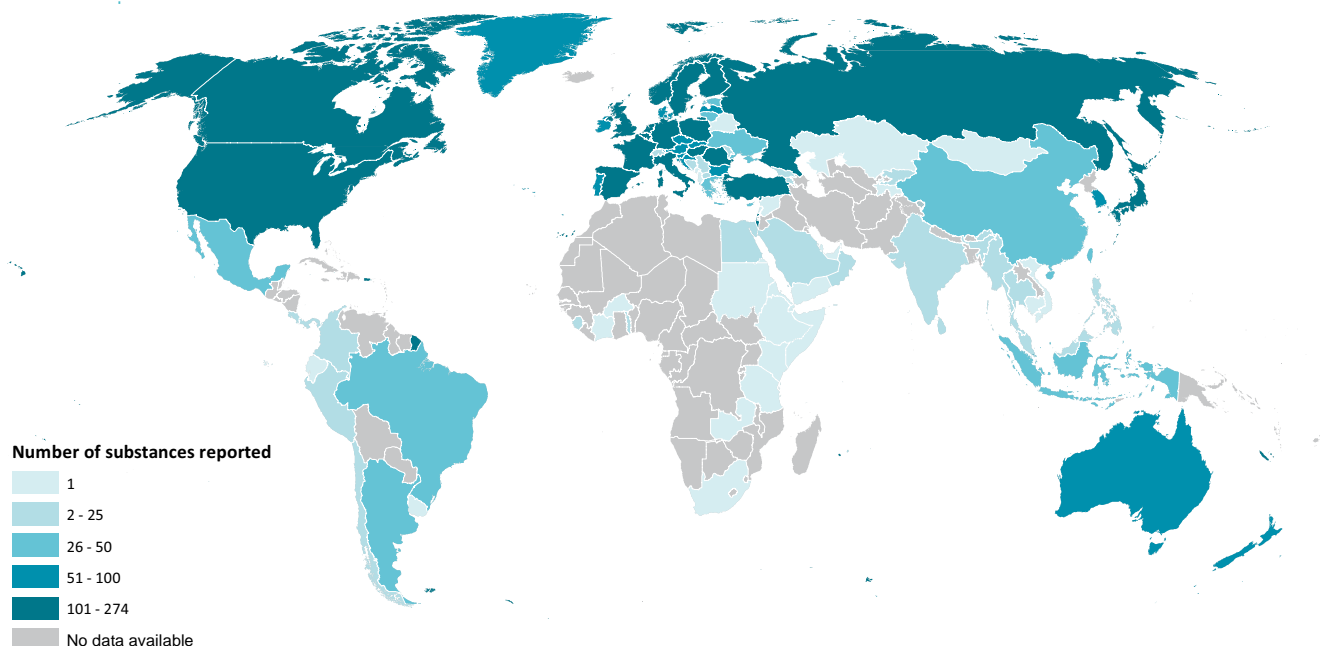 Number of substances reported
1
2 - 25
26 - 50
51 - 100
101 - 274
No data available